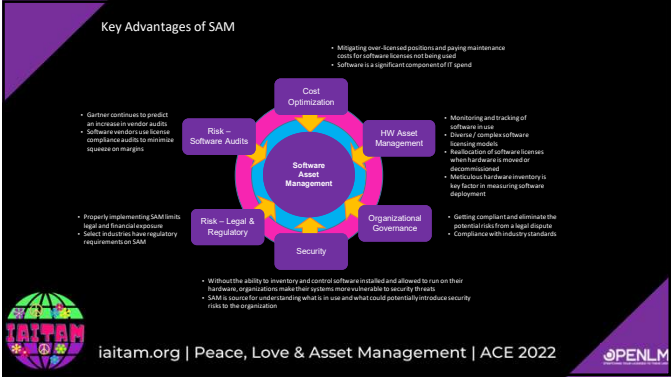 Key Advantages of SAM
• Mitigating over-licensed positions and paying maintenance
costs for software licenses not being used
• Software is a significant component of IT spend
Cost
Optimization
• Gartner continues to predict
an increase in vendor audits
• Software vendors use license
compliance audits to minimize
squeeze on margins
Risk –
Software Audits
HW Asset
Management
• Monitoring and tracking of
software in use
• Diverse / complex software
licensing models
• Reallocation of software licenses
when hardware is moved or
decommissioned
• Meticulous hardware inventory is
key factor in measuring software
deployment
Software
Asset
Management
• Properly implementing SAM limits
legal and financial exposure
• Select industries have regulatory
requirements on SAM
Risk – Legal &
Regulatory
Organizational
Governance
• Getting compliant and eliminate the
potential risks from a legal dispute
• Compliance with industry standards
Security
• Without the ability to inventory and control software installed and allowed to run on their
hardware, organizations make their systems more vulnerable to security threats
• SAM is source for understanding what is in use and what could potentially introduce security
risks to the organization
IAITAM
iaitam.org | Peace, Love & Asset Management | ACE 2022
OPENLM